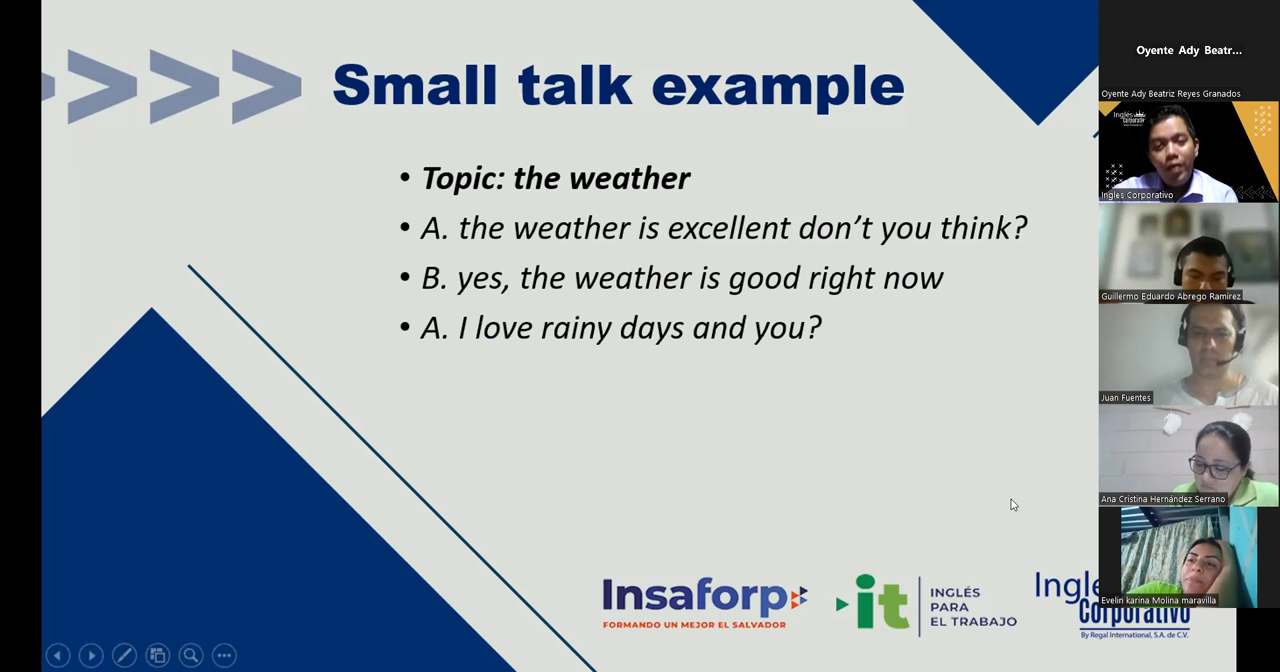 Small talk example
• Topic: the weather
• A. the weather is excellent don’t you think?
• B. yes, the weather is good right now
• A. I love rainy days and you?
Insaforp
FORMANDO UN MEJOR EL SALVADOR
it
INGLÉS
PARA
EL TRABAJO
Corporativo
By Regal International, S.A. de C.V.
Oyente Ady Beatr...
Oyente Ady Beatriz Reyes Granados
Inglés
Corporativo
Ingles Corporativo
Guillermo Eduardo Abrego Ramirez
Juan Fuentes
Ana Cristina Hernández Serrano
Evelin karina Molina maravilla